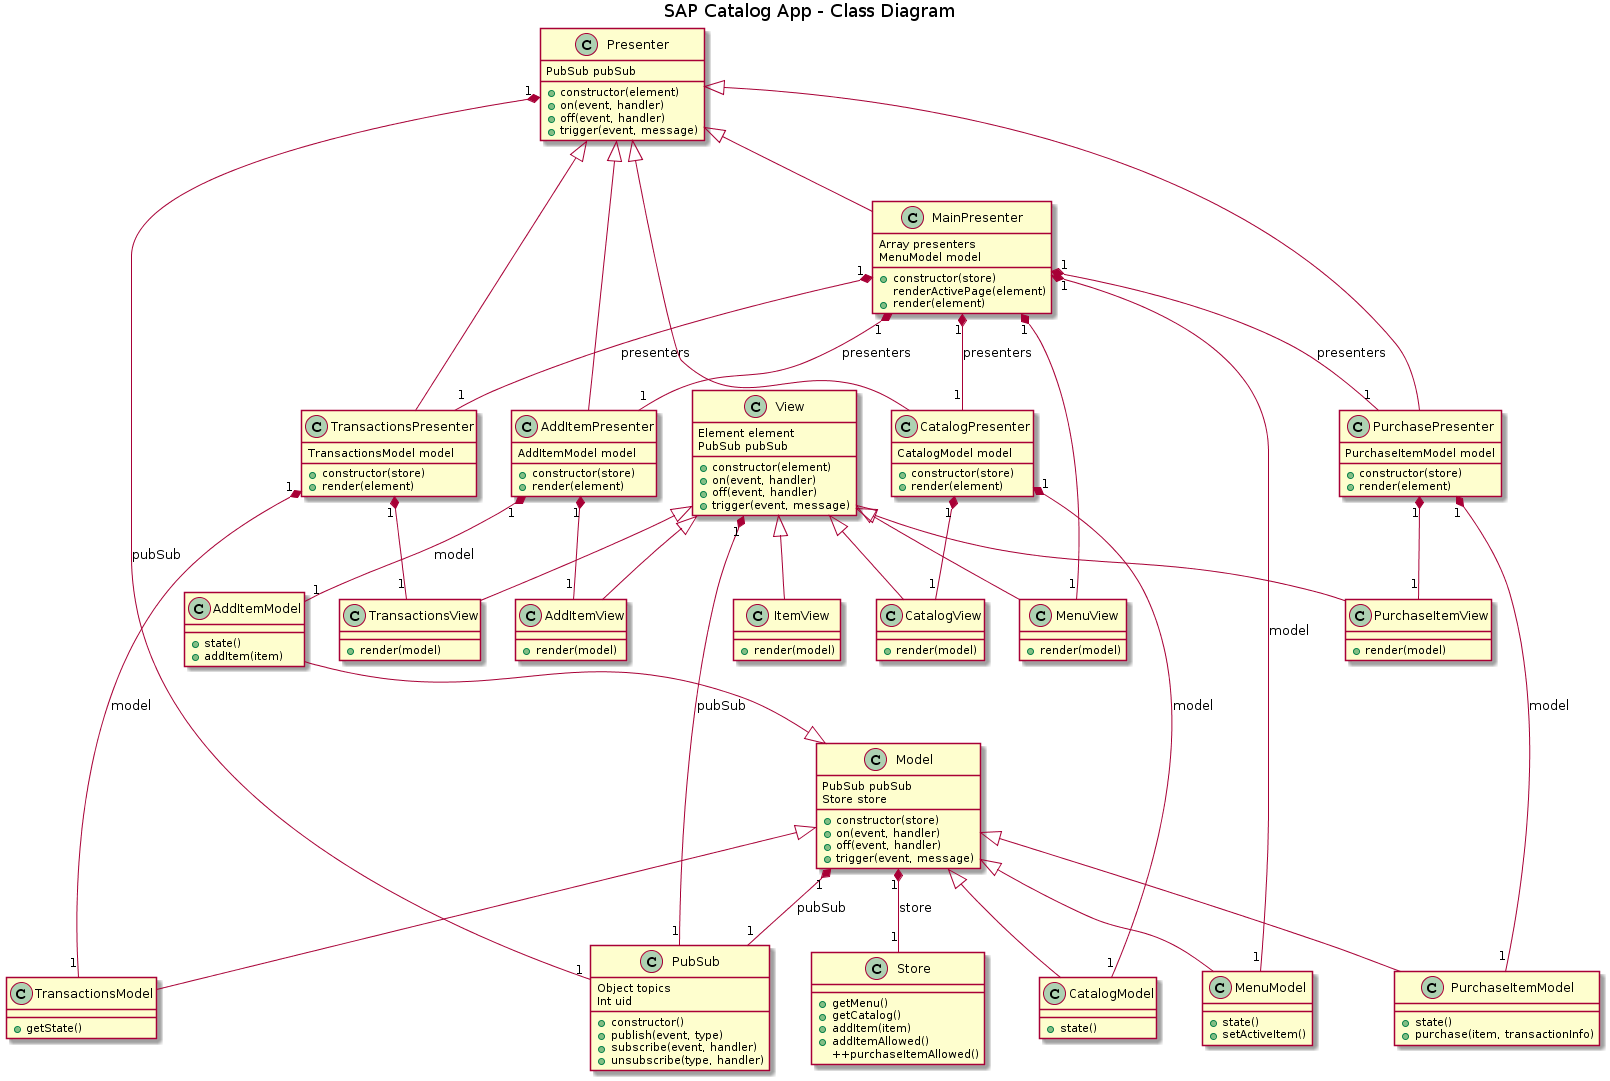 SAP Catalog App - Class Diagram
C Presenter
PubSub pubSub
constructor(element)
on(event, handler)
off(event, handler)
trigger(event, message)
1
C MainPresenter
Array presenters
MenuModel model
constructor(store)
renderActivePage(element)
render(element)
1
1
1
1
1
1
presenters
presenters
presenters
presenters
1
1
1
1
C TransactionsPresenter
TransactionsModel model
constructor(store)
render(element)
C AddItemPresenter
AddItemModel model
constructor(store)
render(element)
C View
Element element
PubSub pubSub
constructor(element)
on(event, handler)
off(event, handler)
trigger(event, message)
C CatalogPresenter
CatalogModel model
constructor(store)
render(element)
C PurchasePresenter
PurchaseItemModel model
constructor(store)
render(element)
1
1
1
1
1
1
1
1
1
pubSub
model
1
1
1
1
1
1
C AddItemModel
state()
addItem(item)
C TransactionsView
render(model)
C AddItemView
render(model)
C ItemView
render(model)
C CatalogView
render(model)
C MenuView
render(model)
C PurchaseItemView
render(model)
model
model
pubSub
model
model
C Model
PubSub pubSub
Store store
constructor(store)
on(event, handler)
off(event, handler)
trigger(event, message)
1
1
pubSub
store
1
1
1
1
1
1
1
1
C TransactionsModel
getState()
C PubSub
Object topics
Int uid
constructor()
publish(event, type)
subscribe(event, handler)
unsubscribe(type, handler)
C Store
getMenu()
getCatalog()
addItem(item)
addItemAllowed()
++purchaseItemAllowed()
C CatalogModel
state()
C MenuModel
state()
setActiveItem()
C PurchaseItemModel
state()
purchase(item, transactionInfo)